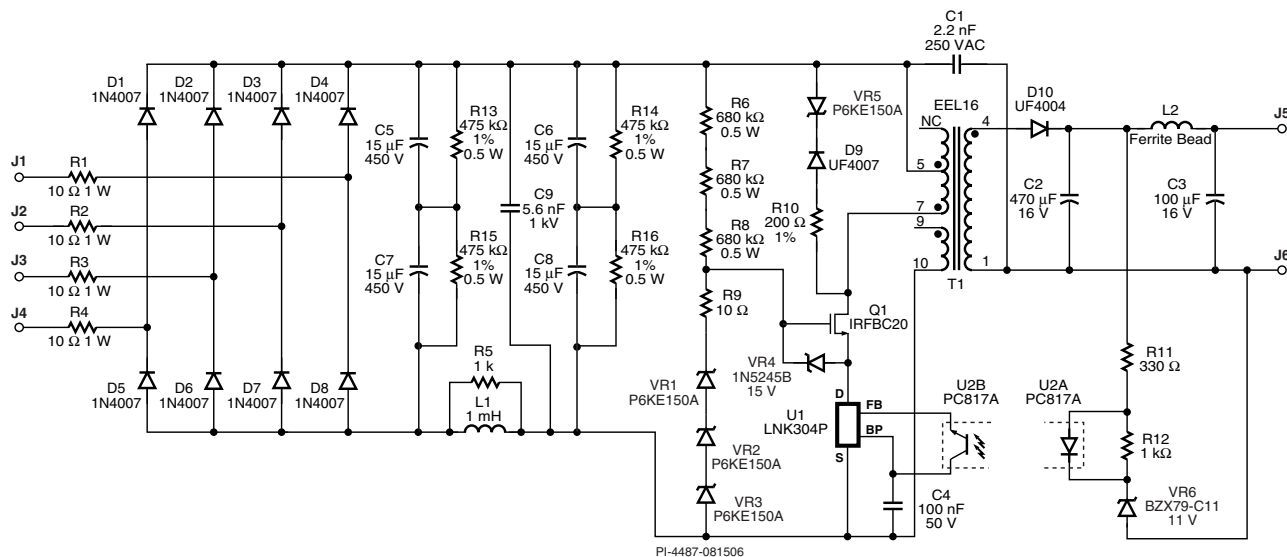 C1
2.2 nF
250 VAC
D1
1N4007
D2
1N4007
D3
1N4007
D4
1N4007
J1
R1
10 Ω 1 W
J2
R2
10 Ω 1 W
J3
R3
10 Ω 1 W
J4
R4
10 Ω 1 W
D5
1N4007
D6
1N4007
D7
1N4007
D8
1N4007
C5
15 μF
450 V
R13
475 kΩ
1%
0.5 W
C7
15 μF
450 V
R15
475 kΩ
1%
0.5 W
C9
5.6 nF
1 kV
C6
15 μF
450 V
R14
475 kΩ
1%
0.5 W
C8
15 μF
450 V
R16
475 kΩ
1%
0.5 W
R5
1 k
L1
1 mH
R6
680 kΩ
0.5 W
R7
680 kΩ
0.5 W
R8
680 kΩ
0.5 W
R9
10 Ω
VR1
P6KE150A
VR2
P6KE150A
VR3
P6KE150A
VR5
P6KE150A
D9
UF4007
R10
200 Ω
1%
Q1
IRFBC20
VR4
1N5245B
15 V
U1
LNK304P
D
FB
BP
S
C4
100 nF
50 V
U2B
PC817A
U2A
PC817A
EEL16
NC
5
7
9
10
4
1
T1
D10
UF4004
L2
Ferrite Bead
C2
470 μF
16 V
C3
100 μF
16 V
J5
J6
R11
330 Ω
R12
1 kΩ
VR6
BZX79-C11
11 V
PI-4487-081506